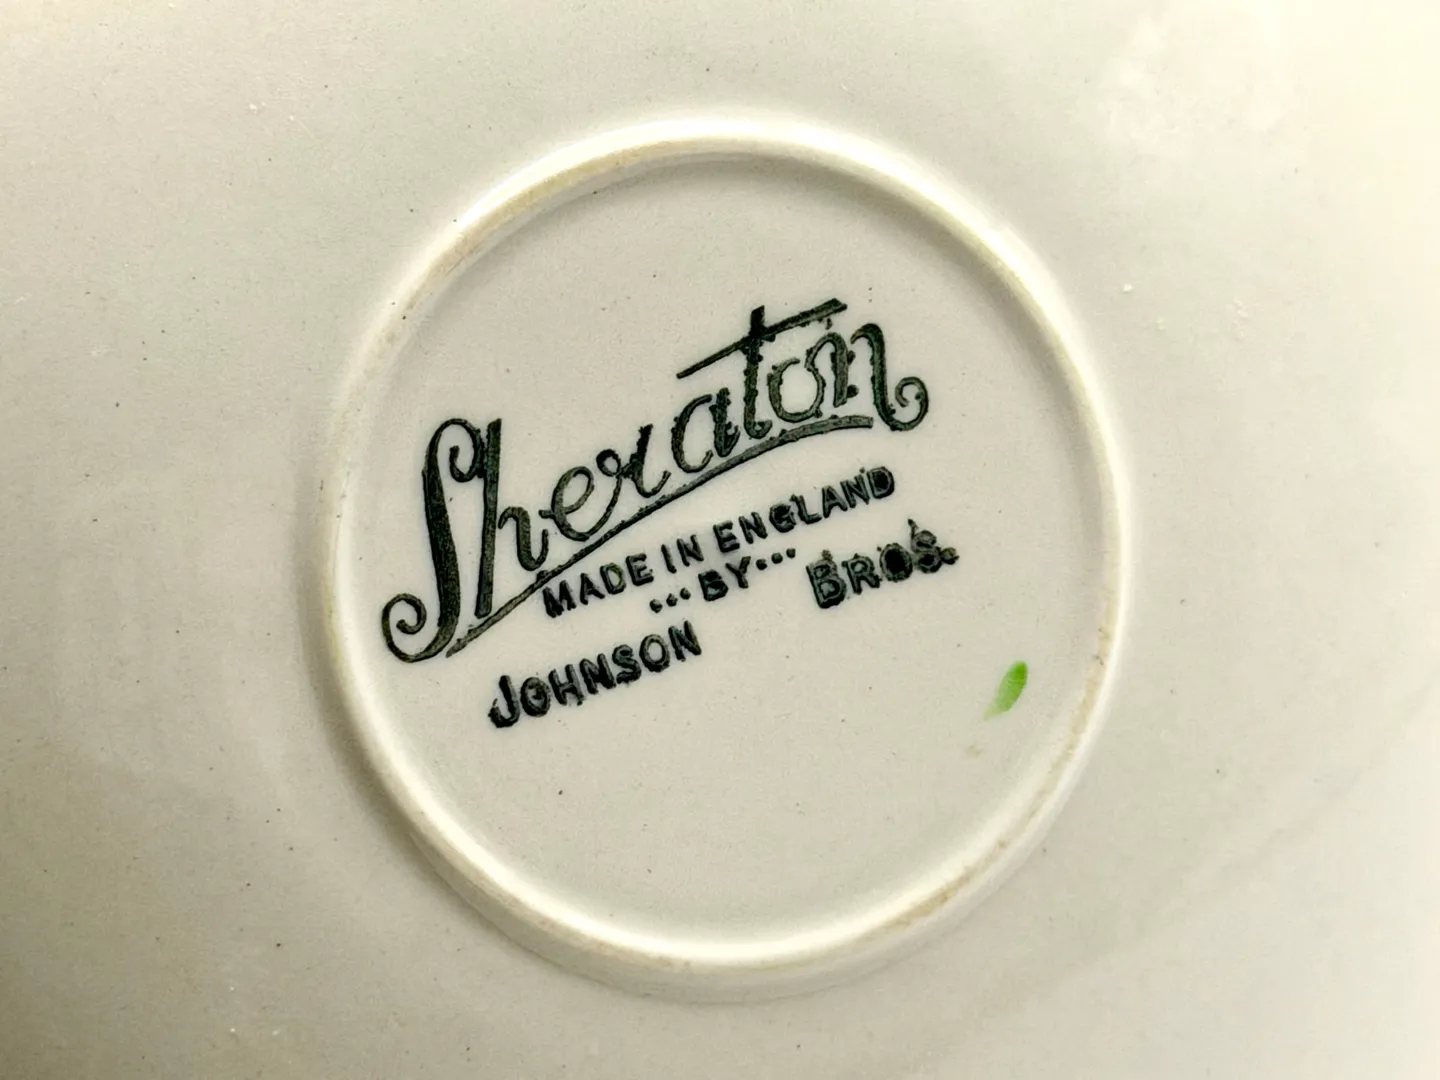 Sheraton
MADE IN ENGLAND
...BY...
JOHNSON BROS.